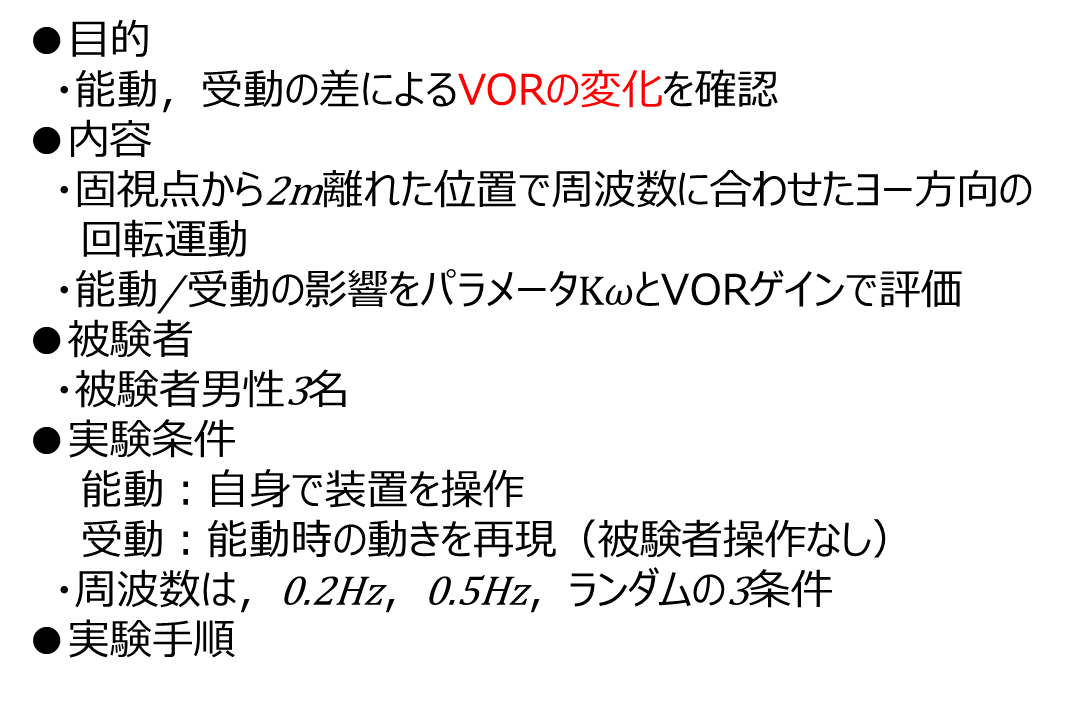 ●目的
・能動，受動の差によるVORの変化を確認
●内容
・固視点から2m離れた位置で周波数に合わせたヨー方向の
回転運動
・能動/受動の影響をパラメータKωとVORゲインで評価
●被験者
・被験者男性3名
●実験条件
能動：自身で装置を操作
受動：能動時の動きを再現（被験者操作なし）
・周波数は，0.2Hz，0.5Hz，ランダムの3条件
●実験手順